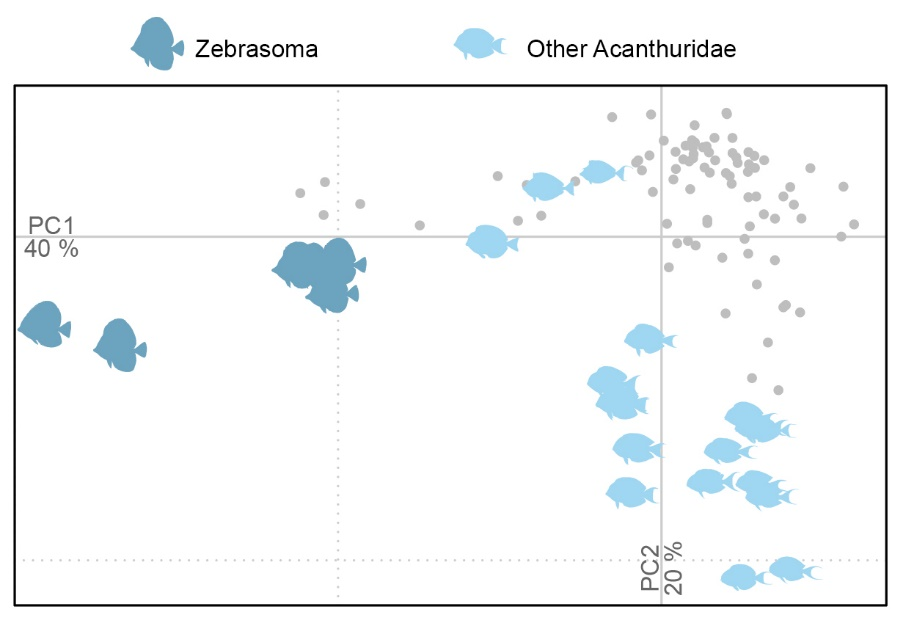 Zebrasoma
Other Acanthuridae
PC1
40 %
PC2
20 %